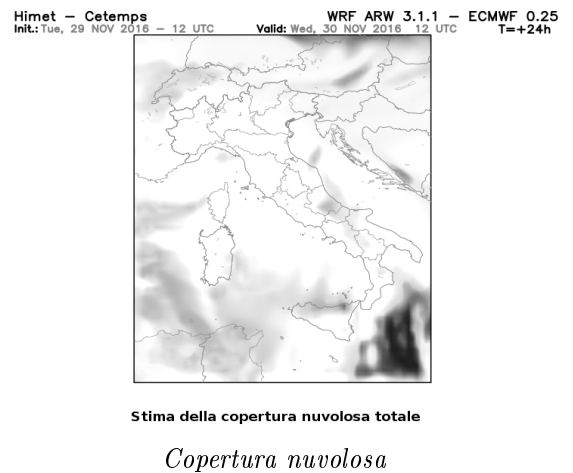 Himet – Cetemps WRF ARW 3.1.1 – ECMWF 0.25
Init.: Tue, 29 NOV 2016 – 12 UTC Valid: Wed, 30 NOV 2016 12 UTC T=+24h
Stima della copertura nuvolosa totale
Copertura nuvolosa